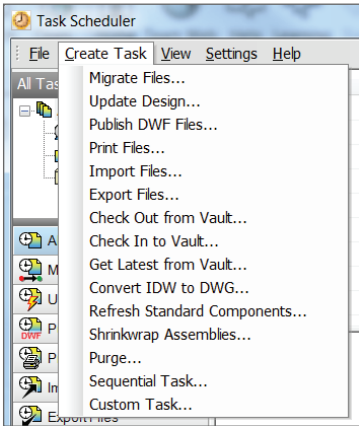 Task Scheduler
File Create Task View Settings Help
All Tas
Migrate Files...
Update Design...
Publish DWF Files...
Print Files...
Import Files...
Export Files...
Check Out from Vault...
Check In to Vault...
Get Latest from Vault...
Convert IDW to DWG...
Refresh Standard Components...
Shrinkwrap Assemblies...
Purge...
Sequential Task...
Custom Task...
A
M
U
DWF P
P
Im
Export Files